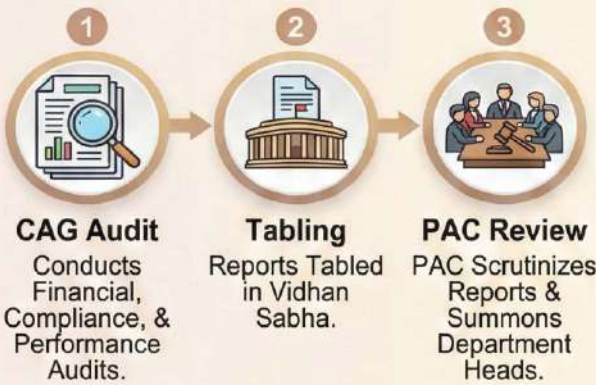 1
CAG Audit
Conducts
Financial,
Compliance, &
Performance
Audits.
2
Tabling
Reports Tabled
in Vidhan
Sabha.
3
PAC Review
PAC Scrutinizes
Reports &
Summons
Department
Heads.